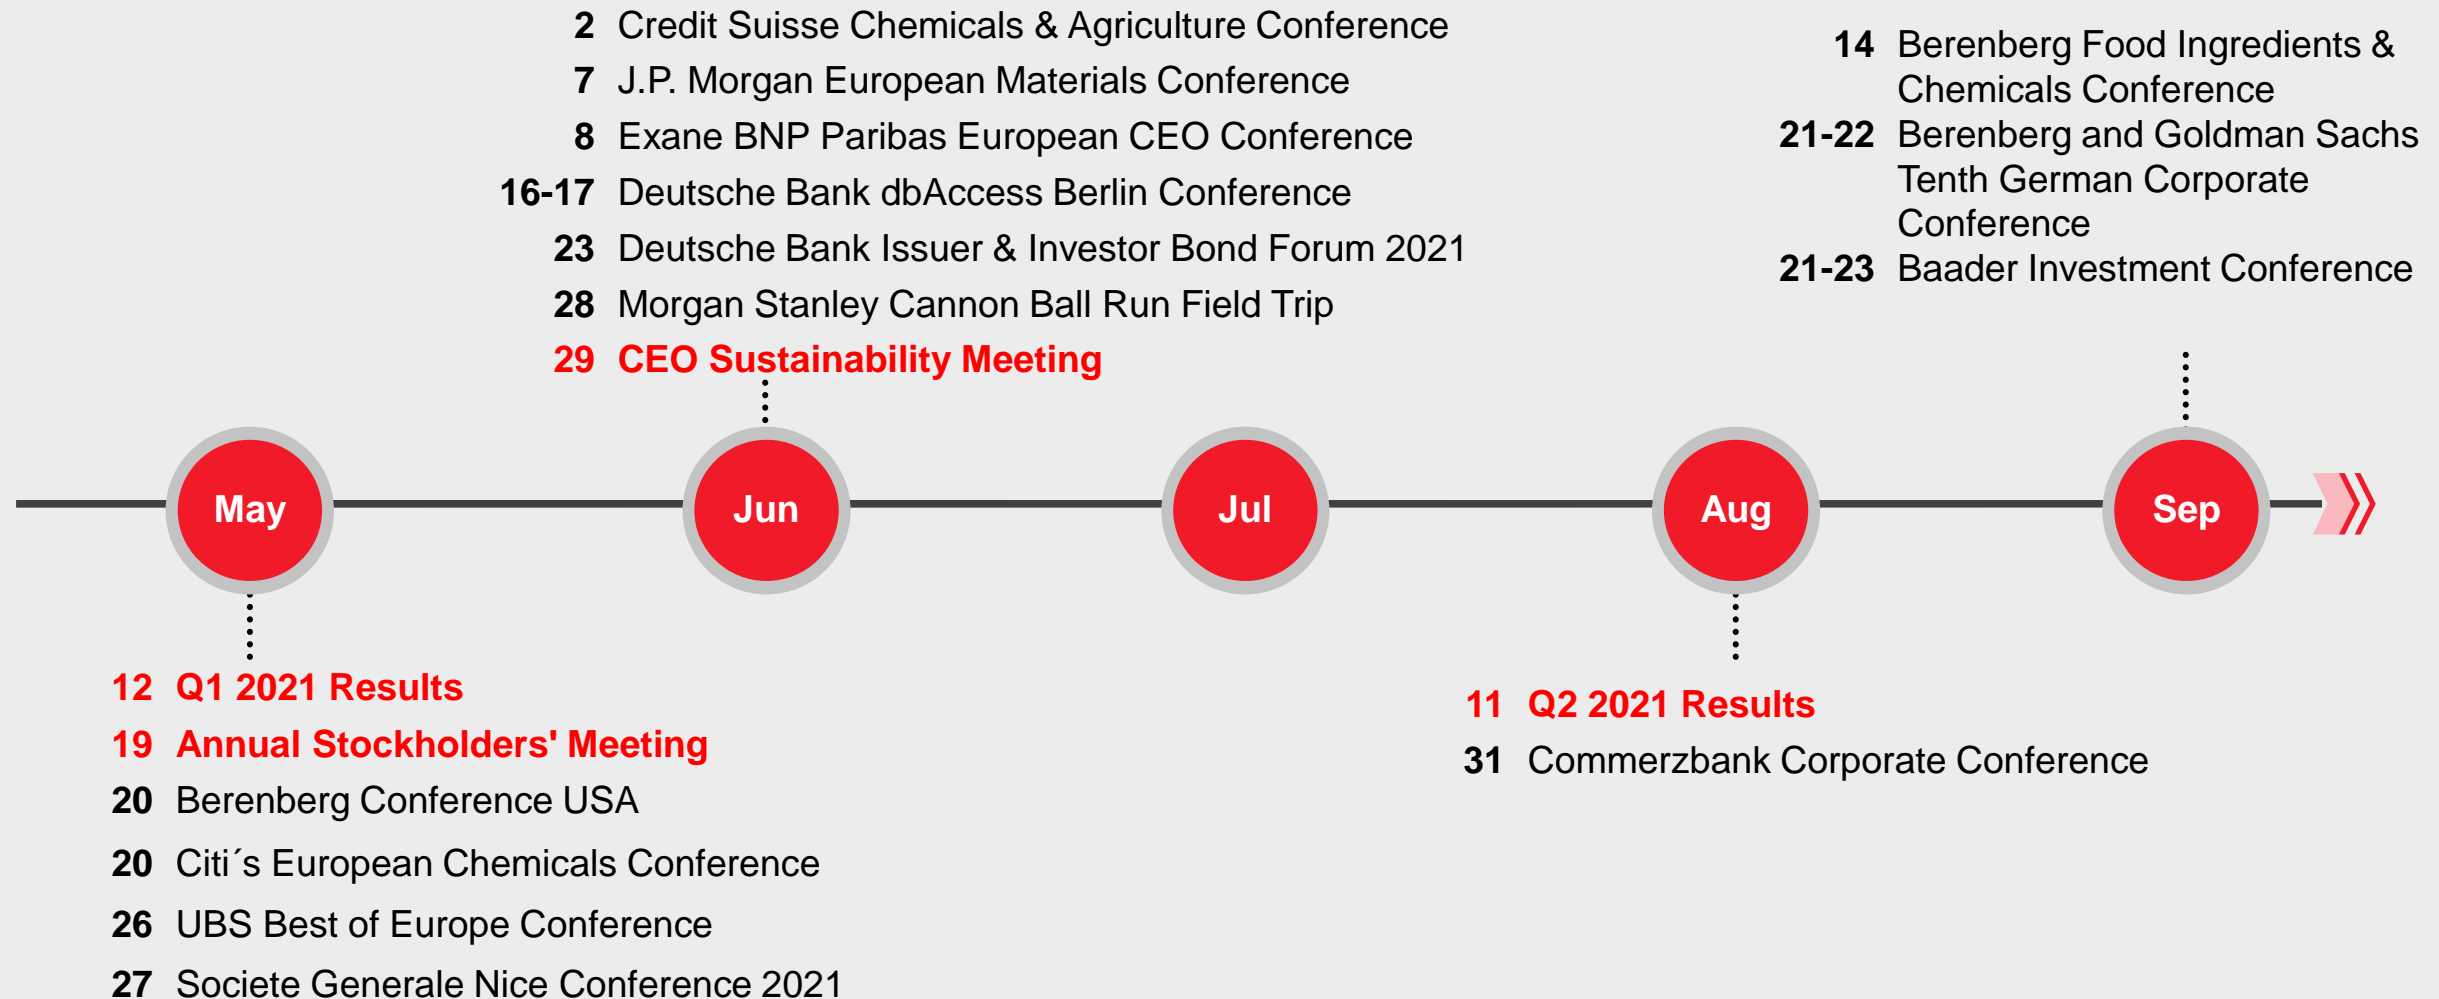 2 Credit Suisse Chemicals & Agriculture Conference
7 J.P. Morgan European Materials Conference
8 Exane BNP Paribas European CEO Conference
16-17 Deutsche Bank dbAccess Berlin Conference
23 Deutsche Bank Issuer & Investor Bond Forum 2021
28 Morgan Stanley Cannon Ball Run Field Trip
29 CEO Sustainability Meeting
14 Berenberg Food Ingredients &
Chemicals Conference
21-22 Berenberg and Goldman Sachs
Tenth German Corporate
Conference
21-23 Baader Investment Conference
May
Jun
Jul
Aug
Sep
12 Q1 2021 Results
19 Annual Stockholders' Meeting
20 Berenberg Conference USA
20 Citi´s European Chemicals Conference
26 UBS Best of Europe Conference
27 Societe Generale Nice Conference 2021
11 Q2 2021 Results
31 Commerzbank Corporate Conference